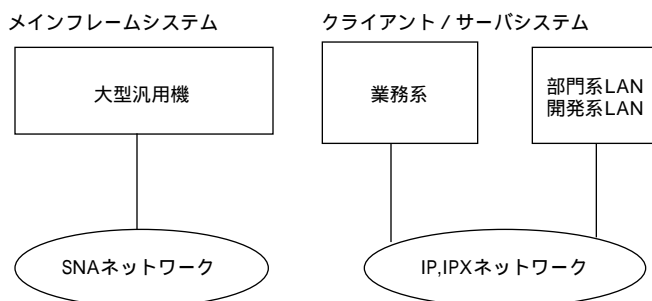 メインフレームシステム
クライアント / サーバシステム
大型汎用機
業務系
部門系LAN
開発系LAN
SNAネットワーク
IP,IPXネットワーク